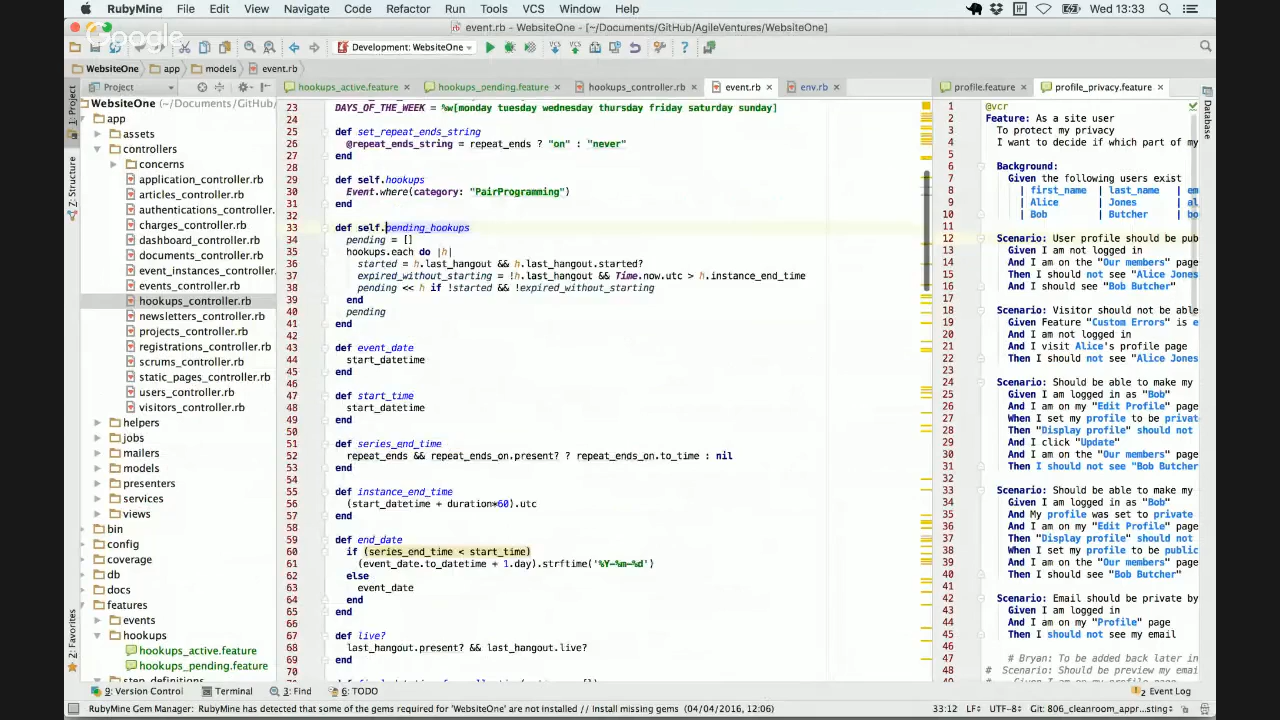 RubyMine File Edit View Navigate Code Refactor Run Tools VCS Window Help Wed 13:33
event.rb - WebsiteOne - [~/Documents/GitHub/AgileVentures/WebsiteOne]
Google
Development: WebsiteOne
WebsiteOne app models event.rb
Project
hookups_active.feature hookups_pending.feature hookups_controller.rb event.rb env.rb profile.feature profile_privacy.feature
1: Project
Z: Structure
2: Favorites
Database
WebsiteOne (~/Documents/GitHub/
app
assets
controllers
concerns
application_controller.rb
articles_controller.rb
authentications_controller.
charges_controller.rb
dashboard_controller.rb
documents_controller.rb
event_instances_controller
events_controller.rb
hookups_controller.rb
newsletters_controller.rb
projects_controller.rb
registrations_controller.rb
scrums_controller.rb
static_pages_controller.rb
users_controller.rb
visitors_controller.rb
helpers
jobs
mailers
models
presenters
services
views
bin
config
coverage
db
docs
features
events
hookups
hookups_active.feature
hookups_pending.feature
step_definitions
23 DAYS_OF_THE_WEEK = %w[monday tuesday wednesday thursday friday saturday sunday]
24
25 def set_repeat_ends_string
26 @repeat_ends_string = repeat_ends ? "on" : "never"
27 end
28
29 def self.hookups
30 Event.where(category: "PairProgramming")
31 end
32
33 def self.pending_hookups
34 pending = []
35 hookups.each do |h|
36 started = h.last_hangout && h.last_hangout.started?
37 expired_without_starting = !h.last_hangout && Time.now.utc > h.instance_end_time
38 pending << h if !started && !expired_without_starting
39 end
40 pending
41 end
42
43 def event_date
44 start_datetime
45 end
46
47 def start_time
48 start_datetime
49 end
50
51 def series_end_time
52 repeat_ends && repeat_ends_on.present? ? repeat_ends_on.to_time : nil
53 end
54
55 def instance_end_time
56 (start_datetime + duration*60).utc
57 end
58
59 def end_date
60 if (series_end_time < start_time)
61 (event_date.to_datetime + 1.day).strftime('%Y-%m-%d')
62 else
63 event_date
64 end
65 end
66
67 def live?
68 last_hangout.present? && last_hangout.live?
69 end
70
1 @vcr
2 Feature: As a site user
3 To protect my privacy
4 I want to decide if which part of my
5
6 Background:
7 Given the following users exist
8 | first_name | last_name | em
9 | Alice | Jones | al
10 | Bob | Butcher | bo
11
12 Scenario: User profile should be pub
13 Given I am not logged in
14 And I am on the "Our members" page
15 Then I should not see "Alice Jones
16 And I should see "Bob Butcher"
17
18 Scenario: Visitor should not be able
19 Given Feature "Custom Errors" is e
20 And I am not logged in
21 And I visit Alice's profile page
22 Then I should not see "Alice Jones
23
24 Scenario: Should be able to make my
25 Given I am logged in as "Bob"
26 And I am on my "Edit Profile" page
27 When I set my profile to be privat
28 Then "Display profile" should not
29 And I click "Update"
30 And I am on the "Our members" page
31 Then I should not see "Bob Butcher
32
33 Scenario: Should be able to make my
34 Given I am logged in as "Bob"
35 And My profile was set to private
36 And I am on my "Edit Profile" page
37 Then "Display profile" should not
38 When I set my profile to be public
39 And I am on the "Our members" page
40 Then I should see "Bob Butcher"
41
42 Scenario: Email should be private by
43 Given I am logged in
44 And I am on my "Profile" page
45 Then I should not see my email
46
47 # Bryan: To be added back later in
48 # Scenario: Should be preview my emai
9: Version Control Terminal 3: Find 6: TODO 2 Event Log
RubyMine Gem Manager: RubyMine has detected that some of the gems required for 'WebsiteOne' are not installed // Install missing gems (04/04/2016, 12:06) 33:12 LF UTF-8 Git: 806_cleanroom_appr...sting